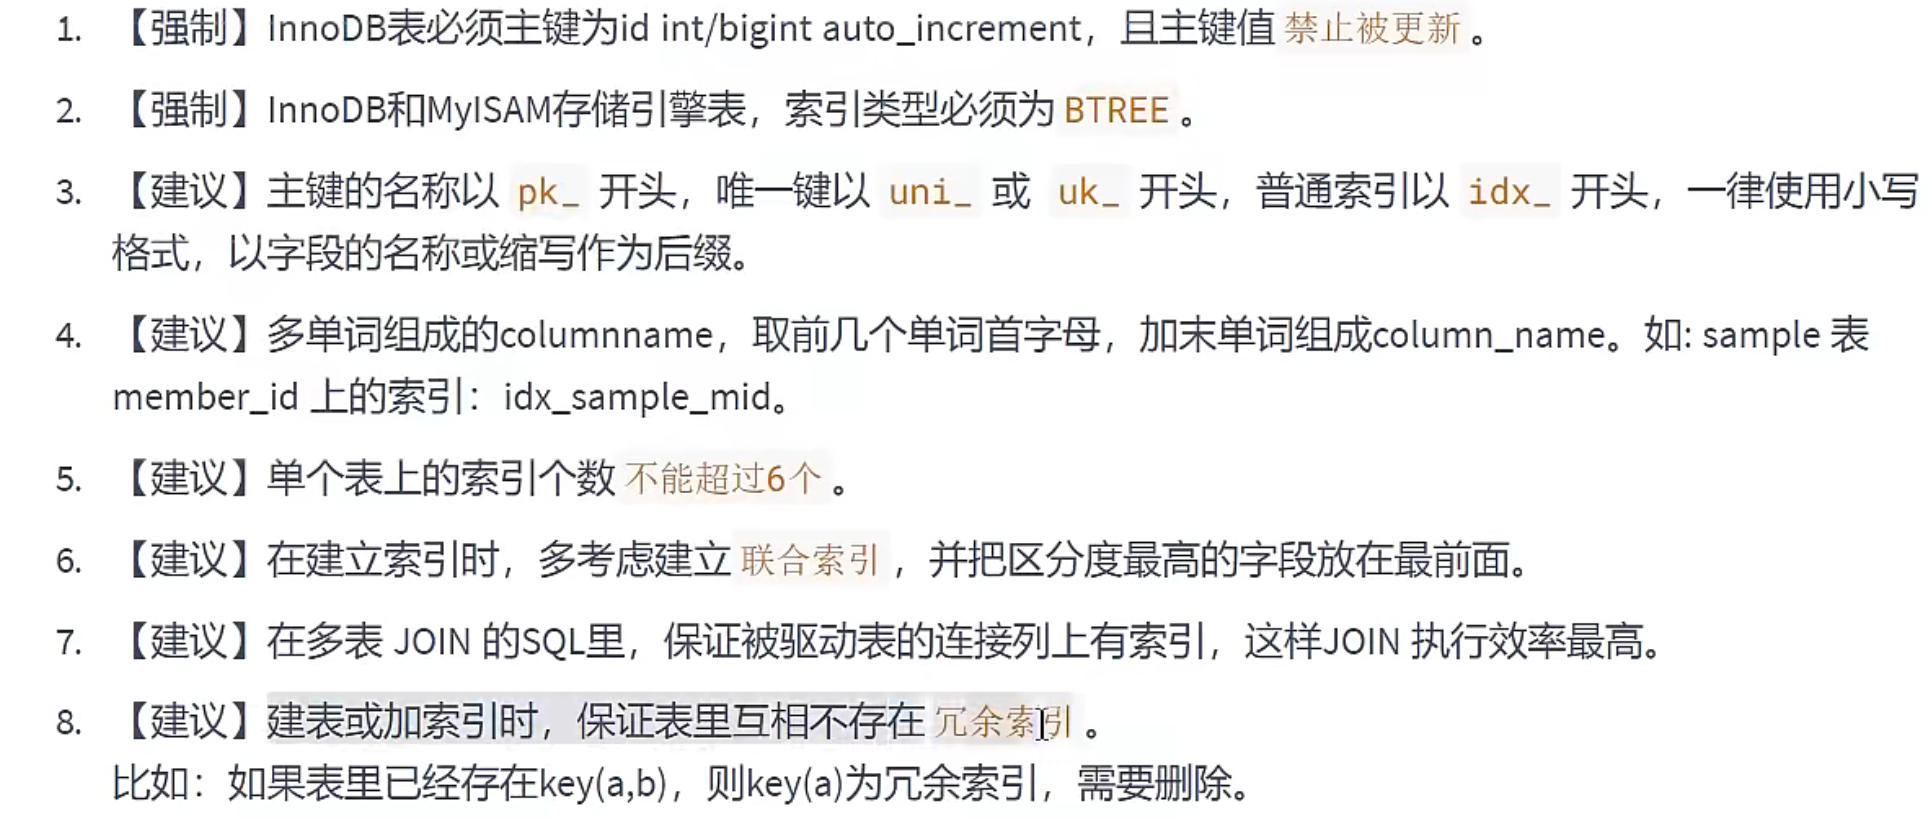 1. 【强制】InnoDB表必须主键为id int/bigint auto_increment，且主键值 禁止被更新 。
2. 【强制】InnoDB和MyISAM存储引擎表，索引类型必须为 BTREE 。
3. 【建议】主键的名称以 pk_ 开头，唯一键以 uni_ 或 uk_ 开头，普通索引以 idx_ 开头，一律使用小写
格式，以字段的名称或缩写作为后缀。
4. 【建议】多单词组成的columnname，取前几个单词首字母，加末单词组成column_name。如: sample 表
member_id 上的索引：idx_sample_mid。
5. 【建议】单个表上的索引个数 不能超过6个 。
6. 【建议】在建立索引时，多考虑建立 联合索引 ，并把区分度最高的字段放在最前面。
7. 【建议】在多表 JOIN 的SQL里，保证被驱动表的连接列上有索引，这样JOIN 执行效率最高。
8. 【建议】建表或加索引时，保证表里互相不存在 冗余索引 。
比如：如果表里已经存在key(a,b)，则key(a)为冗余索引，需要删除。